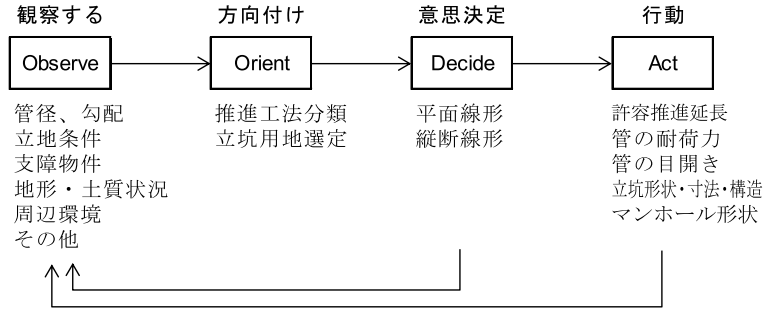 観察する
方向付け
意思決定
行動
Observe
Orient
Decide
Act
管径、勾配
立地条件
支障物件
地形・土質状況
周辺環境
その他
推進工法分類
立坑用地選定
平面線形
縦断線形
許容推進延長
管の耐荷力
管の目開き
立坑形状・寸法・構造
マンホール形状